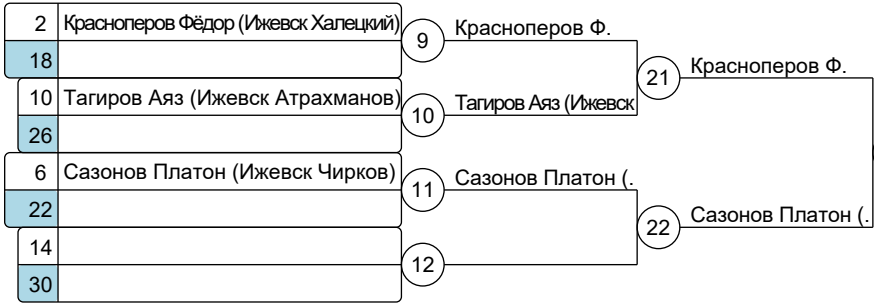 2 Красноперов Фёдор (Ижевск Халецкий)
18
9 Красноперов Ф.
21 Красноперов Ф.
10 Тагиров Аяз (Ижевск Атрахманов)
26
10 Тагиров Аяз (Ижевск
6 Сазонов Платон (Ижевск Чирков)
22
11 Сазонов Платон (.
22 Сазонов Платон (.
14
30
12